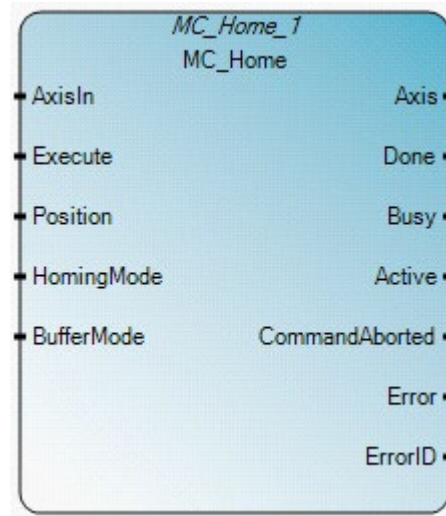 MC_Home_1
MC_Home
AxisIn Axis
Execute Done
Position Busy
HomingMode Active
BufferMode CommandAborted
Error
ErrorID